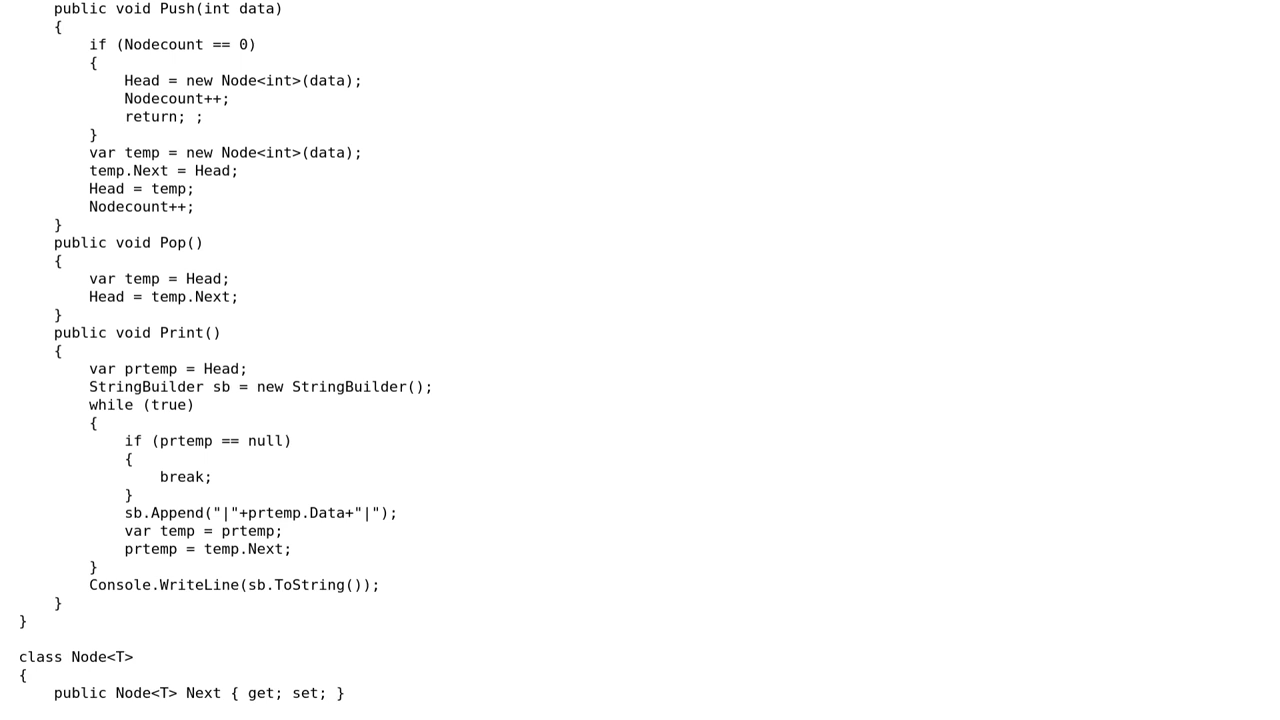 public void Push(int data)
    {
        if (Nodecount == 0)
        {
            Head = new Node<int>(data);
            Nodecount++;
            return; ;
        }
        var temp = new Node<int>(data);
        temp.Next = Head;
        Head = temp;
        Nodecount++;
    }
    public void Pop()
    {
        var temp = Head;
        Head = temp.Next;
    }
    public void Print()
    {
        var prtemp = Head;
        StringBuilder sb = new StringBuilder();
        while (true)
        {
            if (prtemp == null)
            {
                break;
            }
            sb.Append("|"+prtemp.Data+"|");
            var temp = prtemp;
            prtemp = temp.Next;
        }
        Console.WriteLine(sb.ToString());
    }
}

class Node<T>
{
    public Node<T> Next { get; set; }